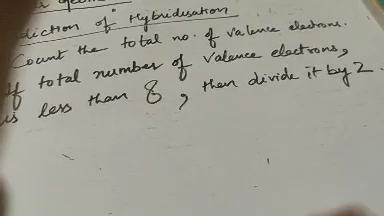 diction of Hybridisation
Count the total no. of valence electrons.
If total number of valence electrons,
is less than 8, then divide it by 2